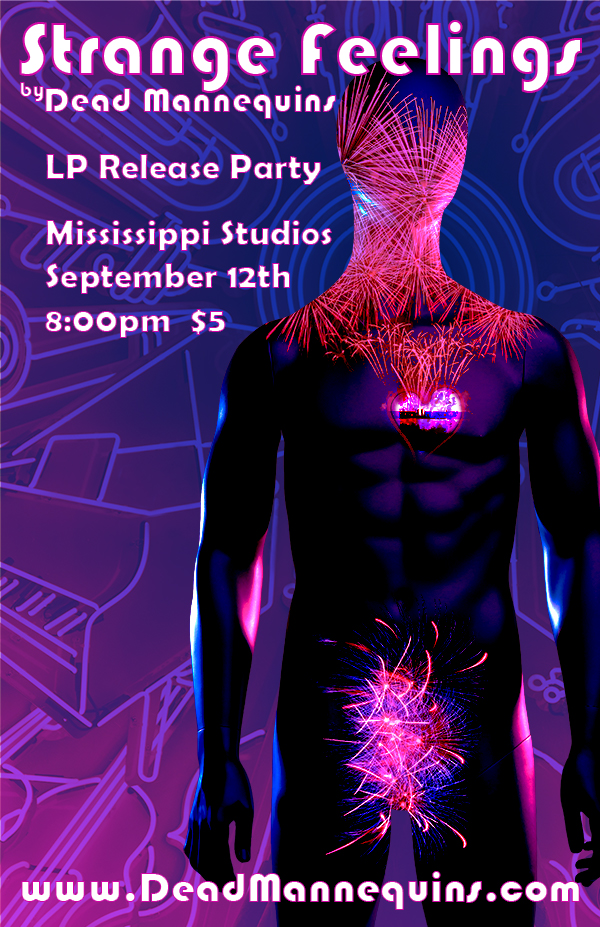 Strange Feelings
by Dead Mannequins
LP Release Party
Mississippi Studios
September 12th
8:00pm $5
www.DeadMannequins.com